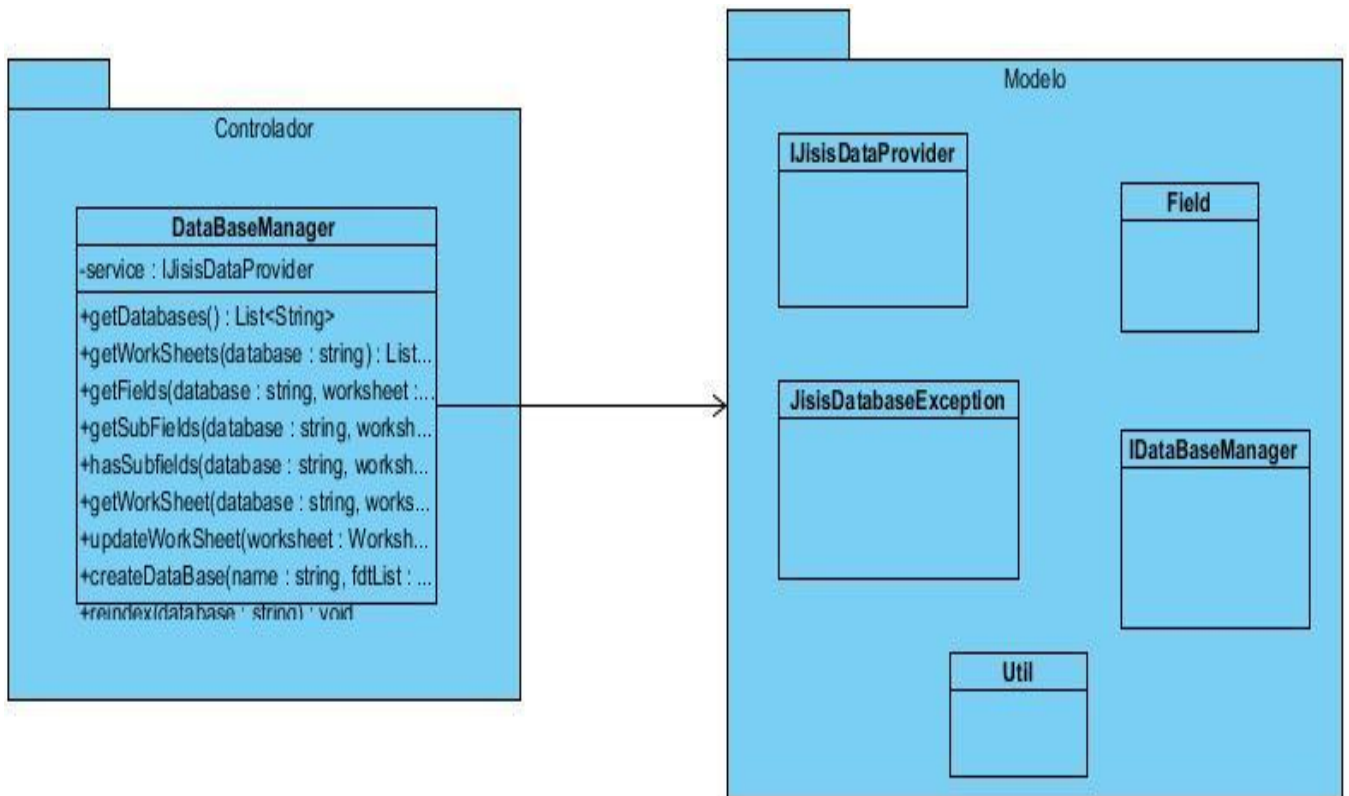 Controlador
DataBaseManager
-service : IJisisDataProvider
+getDatabases() : List<String>
+getWorkSheets(database : string) : List...
+getFields(database : string, worksheet :...
+getSubFields(database : string, worksh...
+hasSubfields(database : string, worksh...
+getWorkSheet(database : string, works...
+updateWorkSheet(worksheet : Worksh...
+createDataBase(name : string, fdtList : ...
+reindex(database : string) : void
Modelo
IJisisDataProvider
Field
JisisDatabaseException
IDataBaseManager
Util